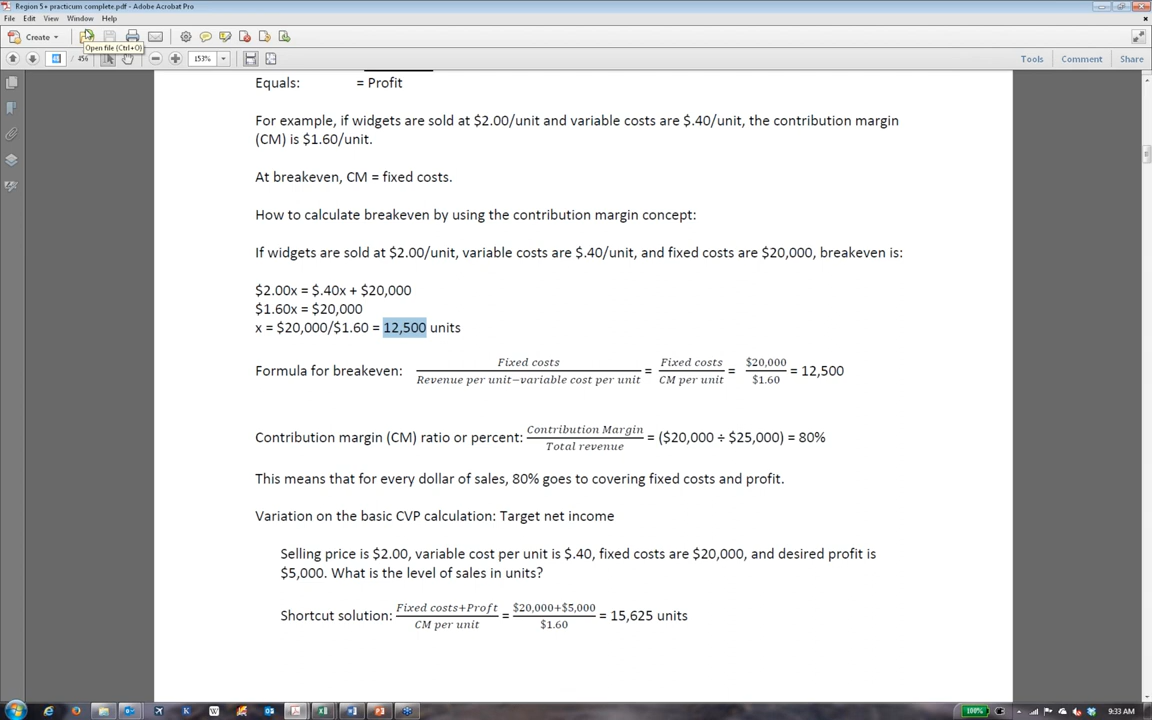 Region 5+ practicum complete.pdf - Adobe Acrobat Pro
File Edit View Window Help
Create
Open file (Ctrl+O)
/ 456
153%
Tools Comment Share
Equals: = Profit
For example, if widgets are sold at $2.00/unit and variable costs are $.40/unit, the contribution margin
(CM) is $1.60/unit.
At breakeven, CM = fixed costs.
How to calculate breakeven by using the contribution margin concept:
If widgets are sold at $2.00/unit, variable costs are $.40/unit, and fixed costs are $20,000, breakeven is:
$2.00x = $.40x + $20,000
$1.60x = $20,000
x = $20,000/$1.60 = 12,500 units
Formula for breakeven: Fixed costs / Revenue per unit−variable cost per unit = Fixed costs / CM per unit = $20,000 / $1.60 = 12,500
Contribution margin (CM) ratio or percent: Contribution Margin / Total revenue = ($20,000 ÷ $25,000) = 80%
This means that for every dollar of sales, 80% goes to covering fixed costs and profit.
Variation on the basic CVP calculation: Target net income
Selling price is $2.00, variable cost per unit is $.40, fixed costs are $20,000, and desired profit is
$5,000. What is the level of sales in units?
Shortcut solution: Fixed costs+Proft / CM per unit = $20,000+$5,000 / $1.60 = 15,625 units
100%
9:33 AM